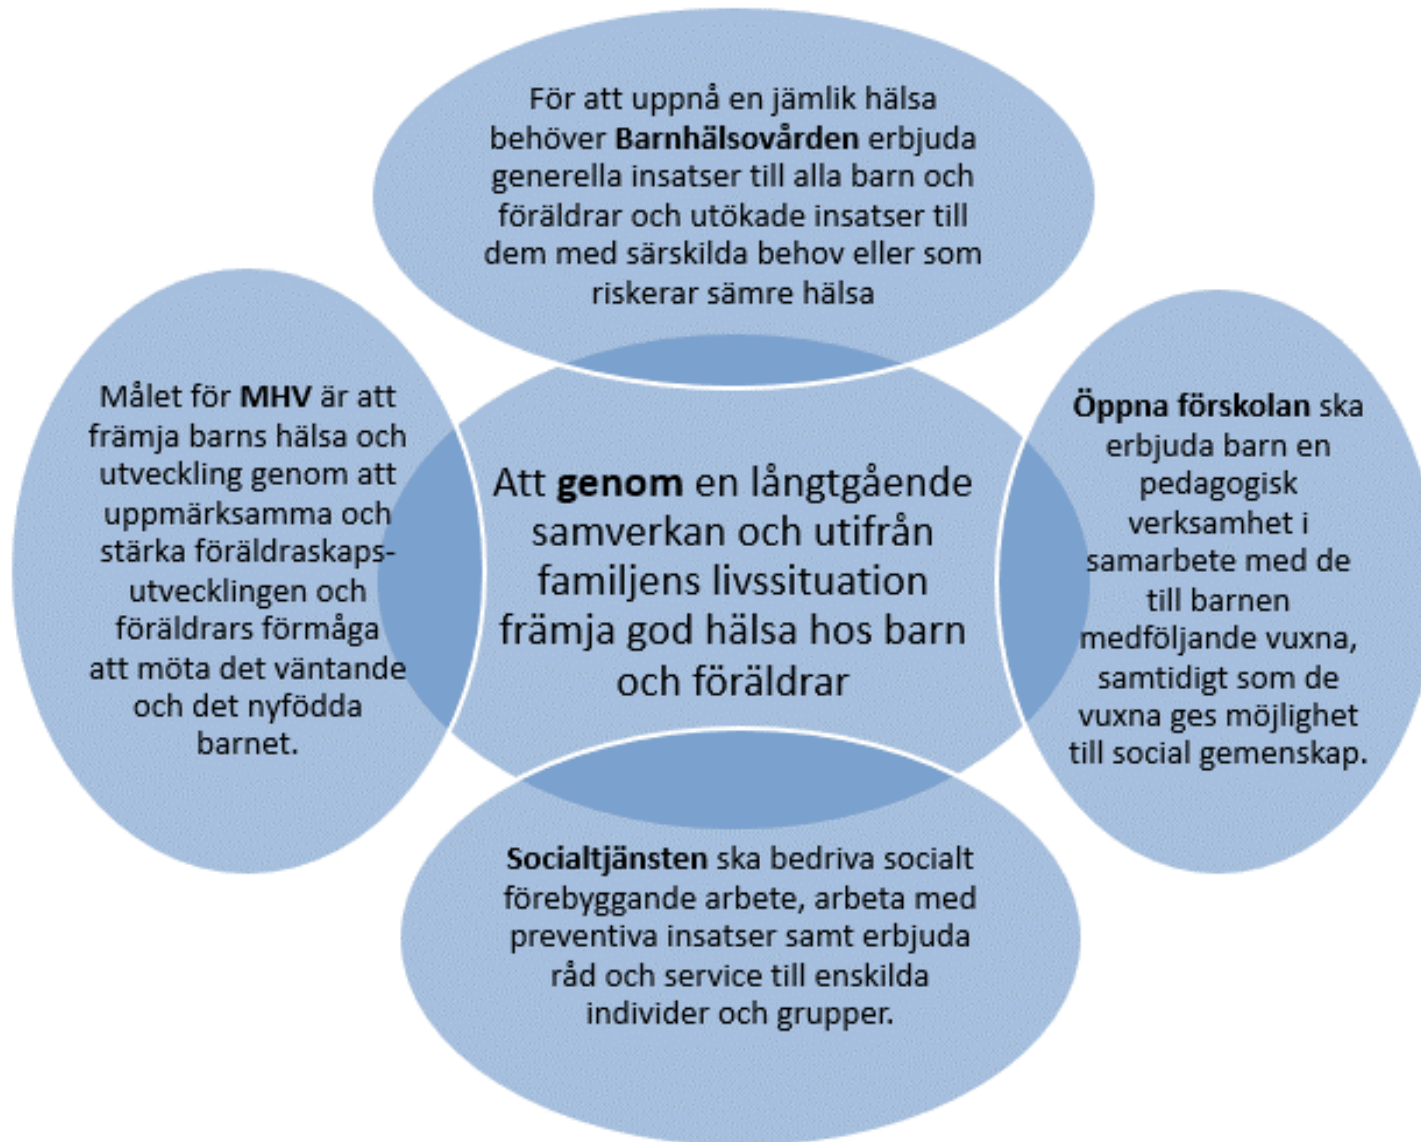 För att uppnå en jämlik hälsa
behöver Barnhälsovården erbjuda
generella insatser till alla barn och
föräldrar och utökade insatser till
dem med särskilda behov eller som
riskerar sämre hälsa
Målet för MHV är att
främja barns hälsa och
utveckling genom att
uppmärksamma och
stärka föräldraskaps-
utvecklingen och
föräldrars förmåga
att möta det väntande
och det nyfödda
barnet.
Att genom en långtgående
samverkan och utifrån
familjens livssituation
främja god hälsa hos barn
och föräldrar
Öppna förskolan ska
erbjuda barn en
pedagogisk
verksamhet i
samarbete med de
till barnen
medföljande vuxna,
samtidigt som de
vuxna ges möjlighet
till social gemenskap.
Socialtjänsten ska bedriva socialt
förebyggande arbete, arbeta med
preventiva insatser samt erbjuda
råd och service till enskilda
individer och grupper.